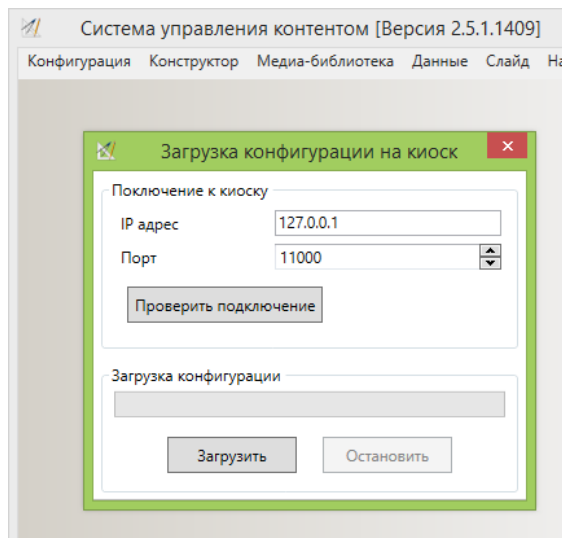 Система управления контентом [Версия 2.5.1.1409]
Конфигурация Конструктор Медиа-библиотека Данные Слайд На
Загрузка конфигурации на киоск
Поключение к киоску
IP адрес 127.0.0.1
Порт 11000
Проверить подключение
Загрузка конфигурации
Загрузить Остановить